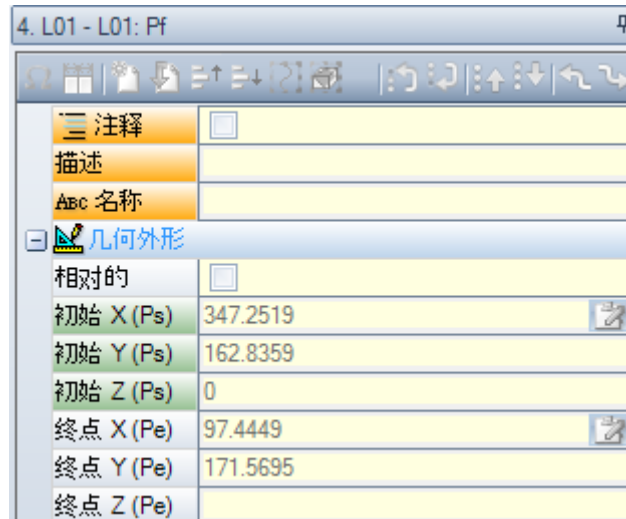 4. L01 - L01: Pf
注释
描述
ABC 名称
几何外形
相对的
初始 X (Ps) 347.2519
初始 Y (Ps) 162.8359
初始 Z (Ps) 0
终点 X (Pe) 97.4449
终点 Y (Pe) 171.5695
终点 Z (Pe)